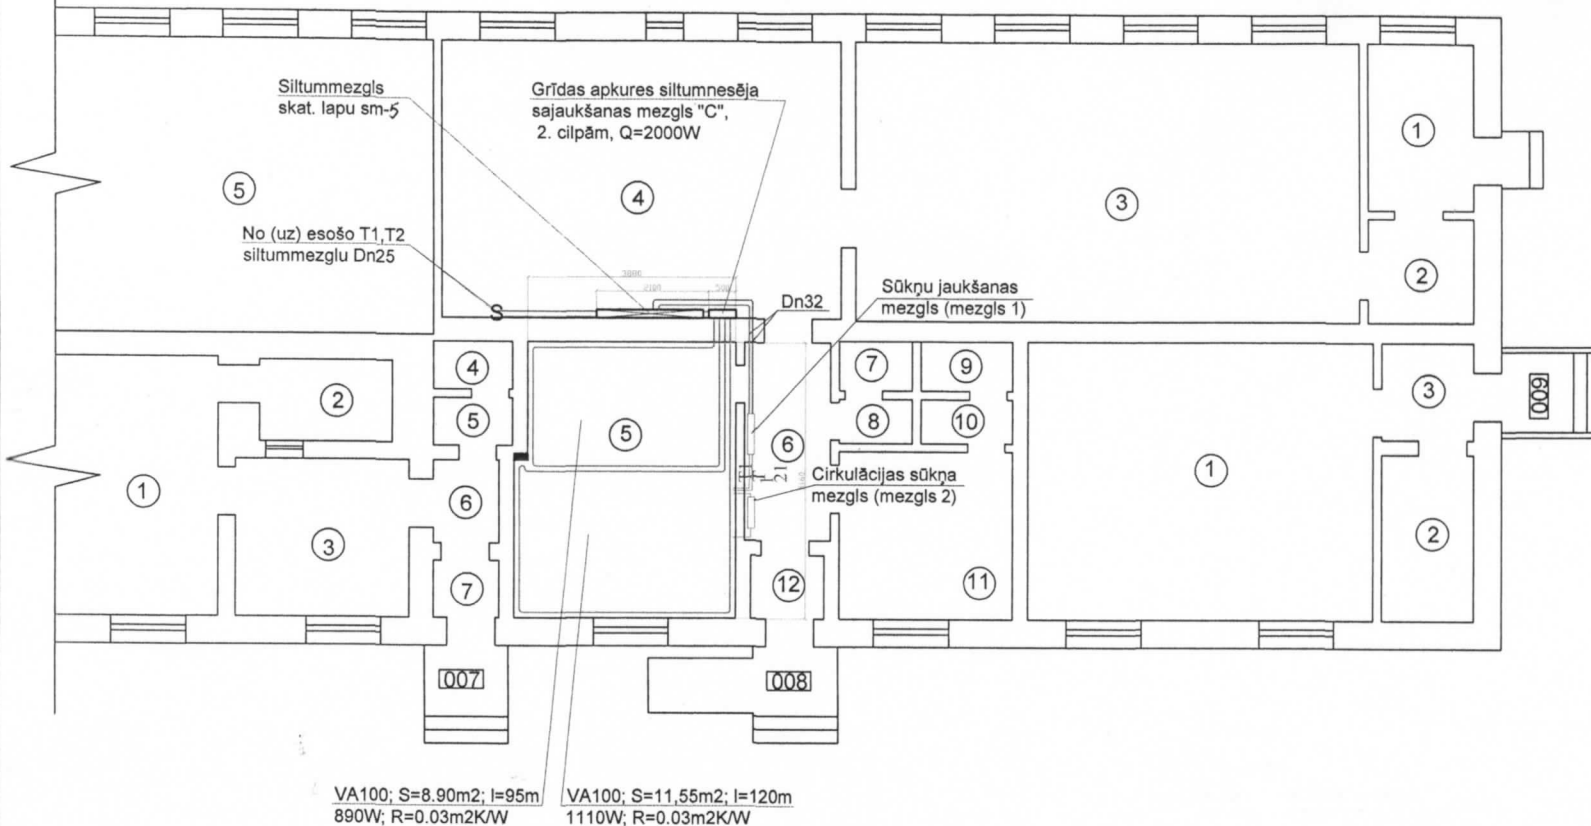 Siltummezgls
skat. lapu sm-5
Grīdas apkures siltumnesēja
sajaukšanas mezgls "C",
2. cilpām, Q=2000W
1
5
4
3
No (uz) esošo T1,T2
siltummezglu Dn25
2
3000
2100
500
S
Sūkņu jaukšanas
mezgls (mezgls 1)
Dn32
4
7
9
3
2
5
8
10
009
5
6
1
1
Cirkulācijas sūkņa
mezgls (mezgls 2)
6
3
2
7
12
11
007
008
VA100; S=8.90m2; l=95m
890W; R=0.03m2K/W
VA100; S=11,55m2; l=120m
1110W; R=0.03m2K/W